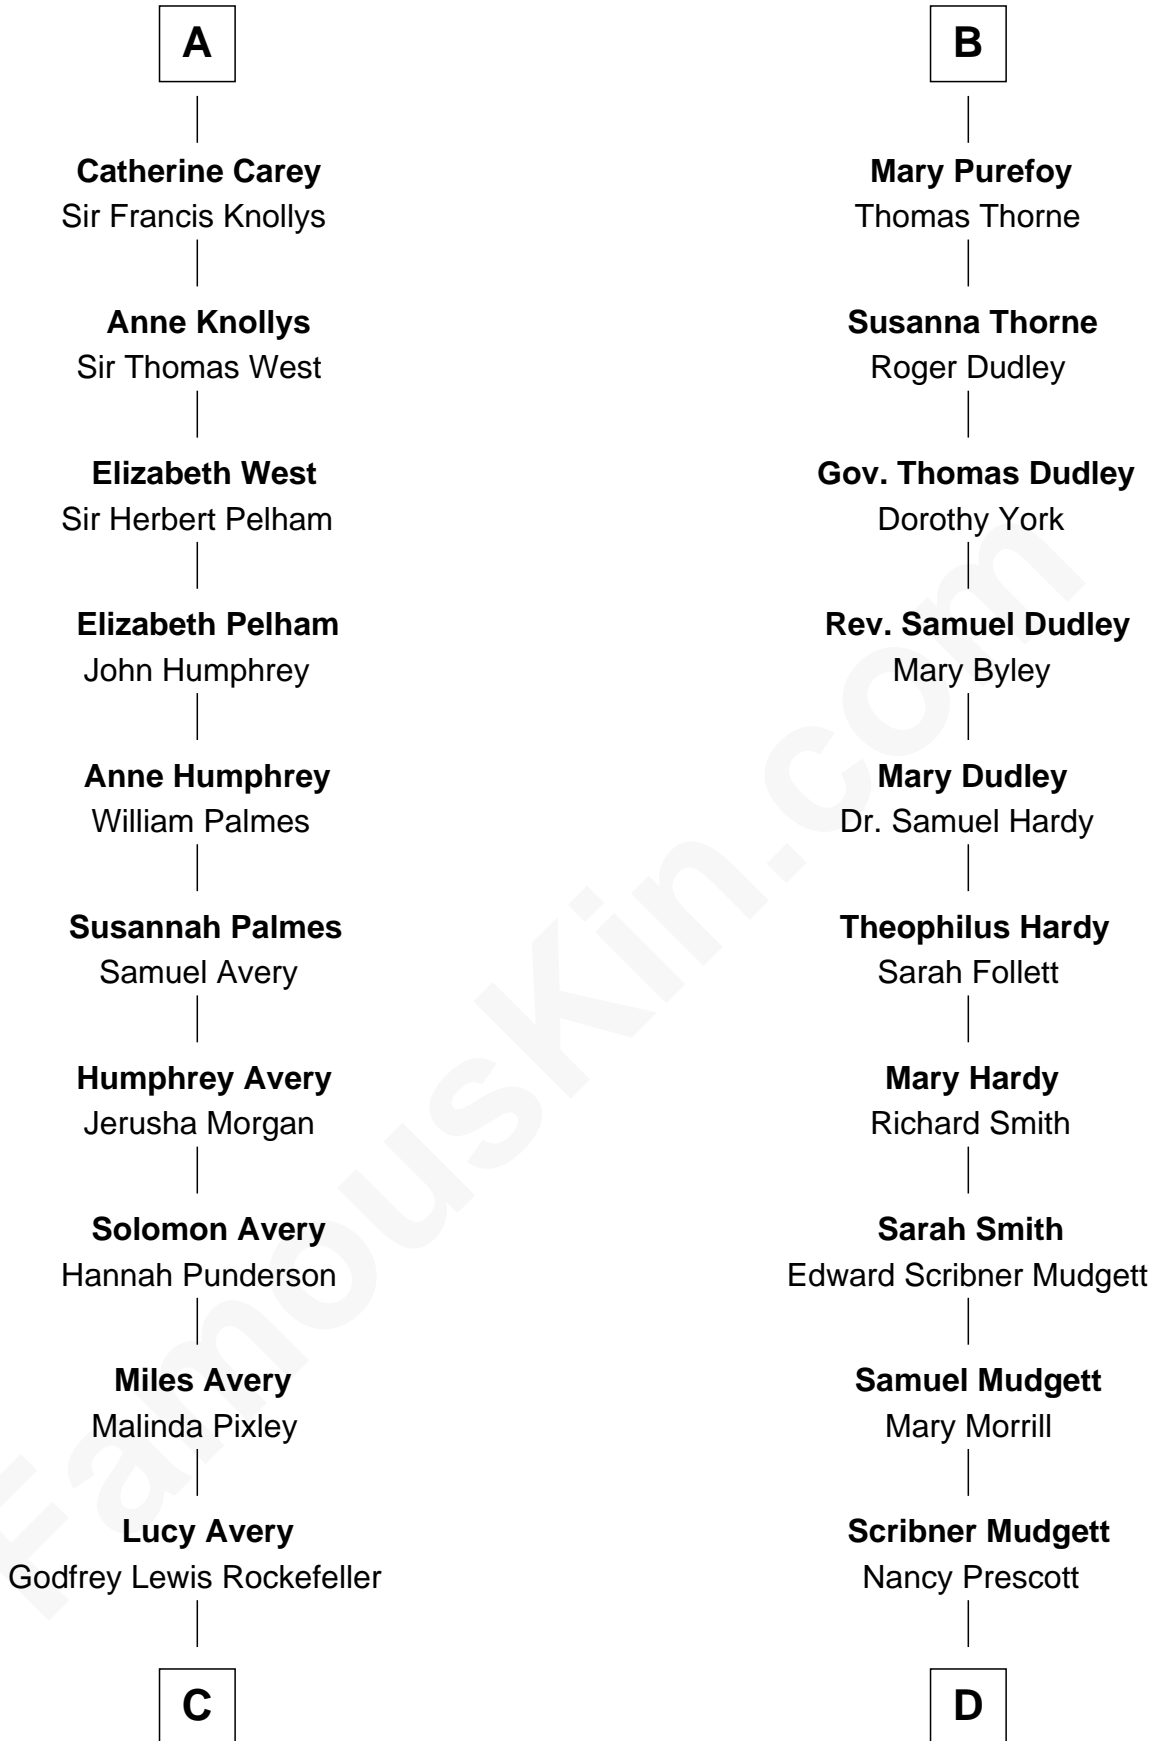 A
Catherine Carey
Sir Francis Knollys
Anne Knollys
Sir Thomas West
Elizabeth West
Sir Herbert Pelham
Elizabeth Pelham
John Humphrey
Anne Humphrey
William Palmes
Susannah Palmes
Samuel Avery
Humphrey Avery
Jerusha Morgan
Solomon Avery
Hannah Punderson
Miles Avery
Malinda Pixley
Lucy Avery
Godfrey Lewis Rockefeller
C
B
Mary Purefoy
Thomas Thorne
Susanna Thorne
Roger Dudley
Gov. Thomas Dudley
Dorothy York
Rev. Samuel Dudley
Mary Byley
Mary Dudley
Dr. Samuel Hardy
Theophilus Hardy
Sarah Follett
Mary Hardy
Richard Smith
Sarah Smith
Edward Scribner Mudgett
Samuel Mudgett
Mary Morrill
Scribner Mudgett
Nancy Prescott
D
FamousKin.com